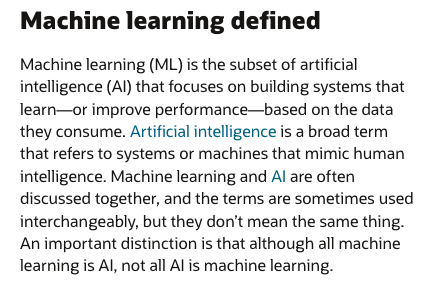 Machine learning defined
Machine learning (ML) is the subset of artificial
intelligence (AI) that focuses on building systems that
learn—or improve performance—based on the data
they consume. Artificial intelligence is a broad term
that refers to systems or machines that mimic human
intelligence. Machine learning and AI are often
discussed together, and the terms are sometimes used
interchangeably, but they don’t mean the same thing.
An important distinction is that although all machine
learning is AI, not all AI is machine learning.